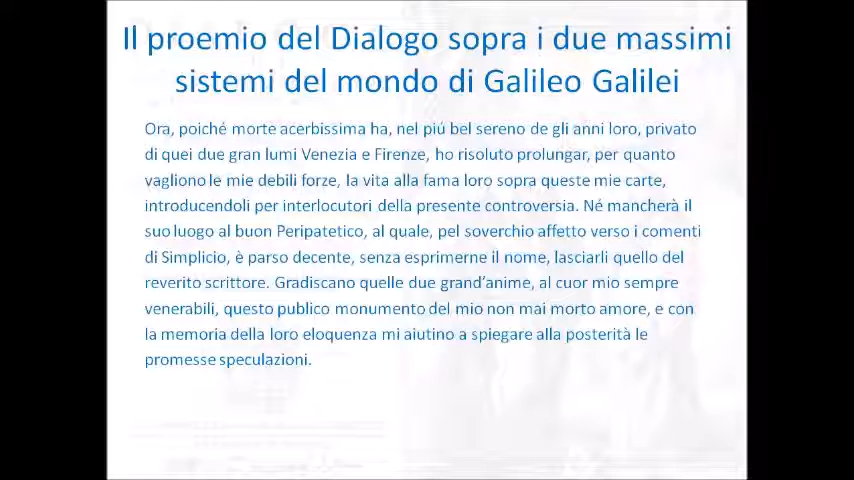 Il proemio del Dialogo sopra i due massimi
sistemi del mondo di Galileo Galilei
Ora, poiché morte acerbissima ha, nel piú bel sereno de gli anni loro, privato
di quei due gran lumi Venezia e Firenze, ho risoluto prolungar, per quanto
vagliono le mie debili forze, la vita alla fama loro sopra queste mie carte,
introducendoli per interlocutori della presente controversia. Né mancherà il
suo luogo al buon Peripatetico, al quale, pel soverchio affetto verso i comenti
di Simplicio, è parso decente, senza esprimerne il nome, lasciarli quello del
reverito scrittore. Gradiscano quelle due grand'anime, al cuor mio sempre
venerabili, questo publico monumento del mio non mai morto amore, e con
la memoria della loro eloquenza mi aiutino a spiegare alla posterità le
promesse speculazioni.